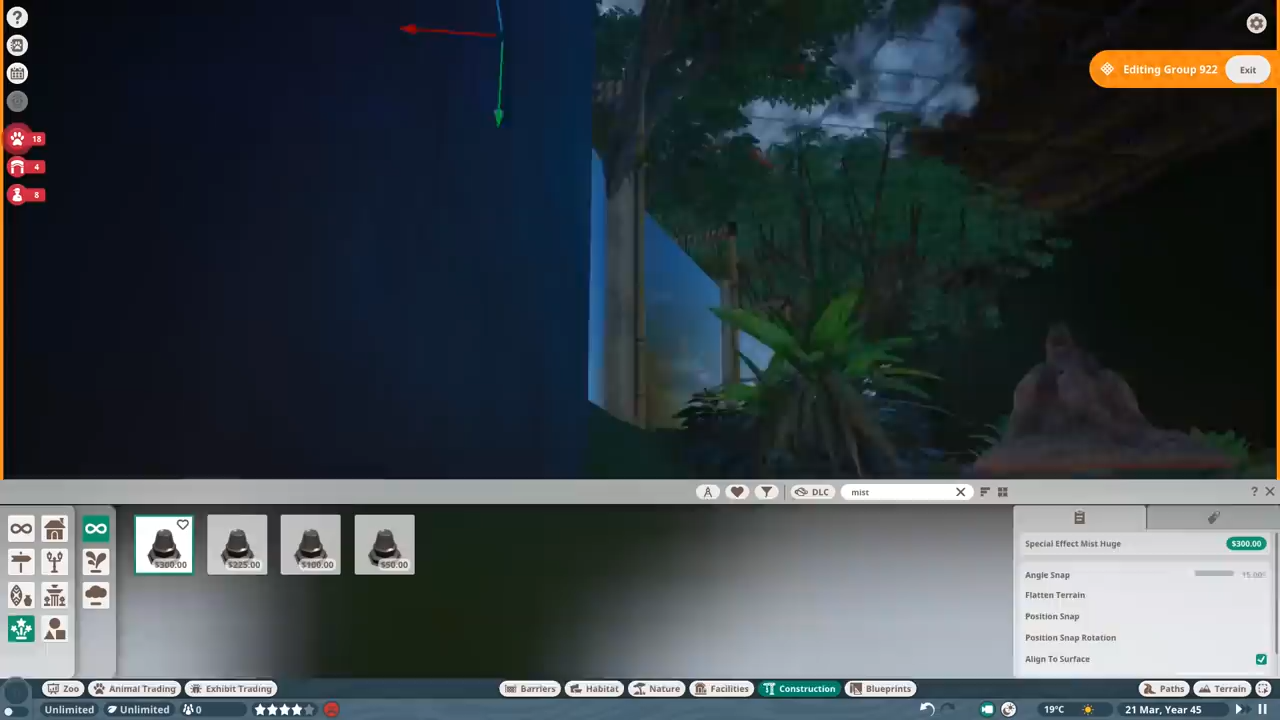 ?
Editing Group 922
Exit
18
4
8
DLC
mist
?
$300.00
$225.00
$100.00
$50.00
Special Effect Mist Huge
$300.00
Angle Snap
15.00°
Flatten Terrain
Position Snap
Position Snap Rotation
Align To Surface
Zoo
Animal Trading
Exhibit Trading
Barriers
Habitat
Nature
Facilities
Construction
Blueprints
Paths
Terrain
Unlimited
Unlimited
0
19°C
21 Mar, Year 45